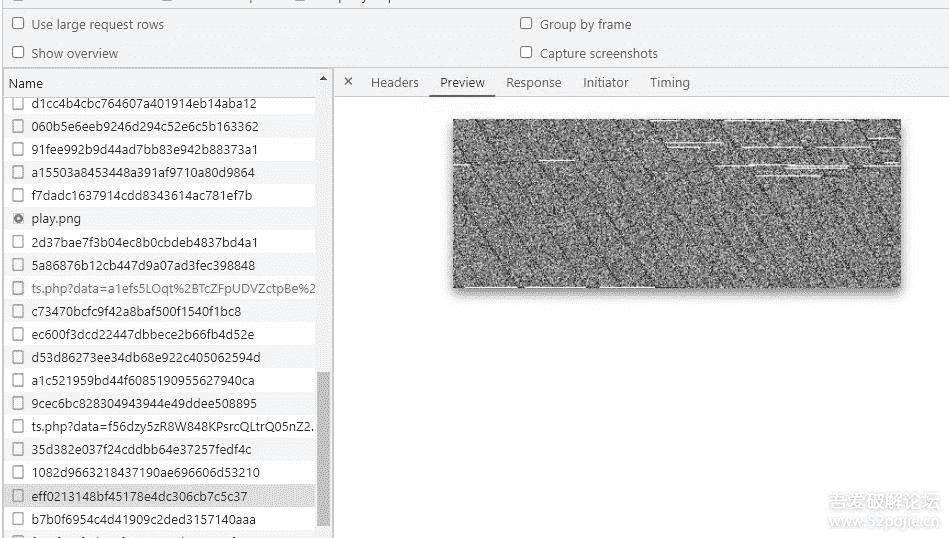 Use large request rows
Group by frame
Show overview
Capture screenshots
Name
× Headers Preview Response Initiator Timing
d1cc4b4cbc764607a401914eb14aba12
060b5e6eeb9246d294c52e6c5b163362
91fee992b9d44ad7bb83e942b88373a1
a15503a8453448a391af9710a80d9864
f7dadc1637914cdd8343614ac781ef7b
play.png
2d37bae7f3b04ec8b0cbdeb4837bd4a1
5a86876b12cb447d9a07ad3fec398848
ts.php?data=a1efs5LOqt%2BTcZFpUDVZctpBe%2
c73470bcfc9f42a8baf500f1540f1bc8
ec600f3dcd22447dbbece2b66fb4d52e
d53d86273ee34db68e922c405062594d
a1c521959bd44f6085190955627940ca
9cec6bc828304943944e49ddee508895
ts.php?data=f56dzy5zR8W848KPsrcQLtrQ05nZ2...
35d382e037f24cddbb64e37257fedf4c
1082d9663218437190ae696606d53210
eff0213148bf45178e4dc306cb7c5c37
b7b0f6954c4d41909c2ded3157140aaa
吾爱破解论坛
www.52pojie.cn